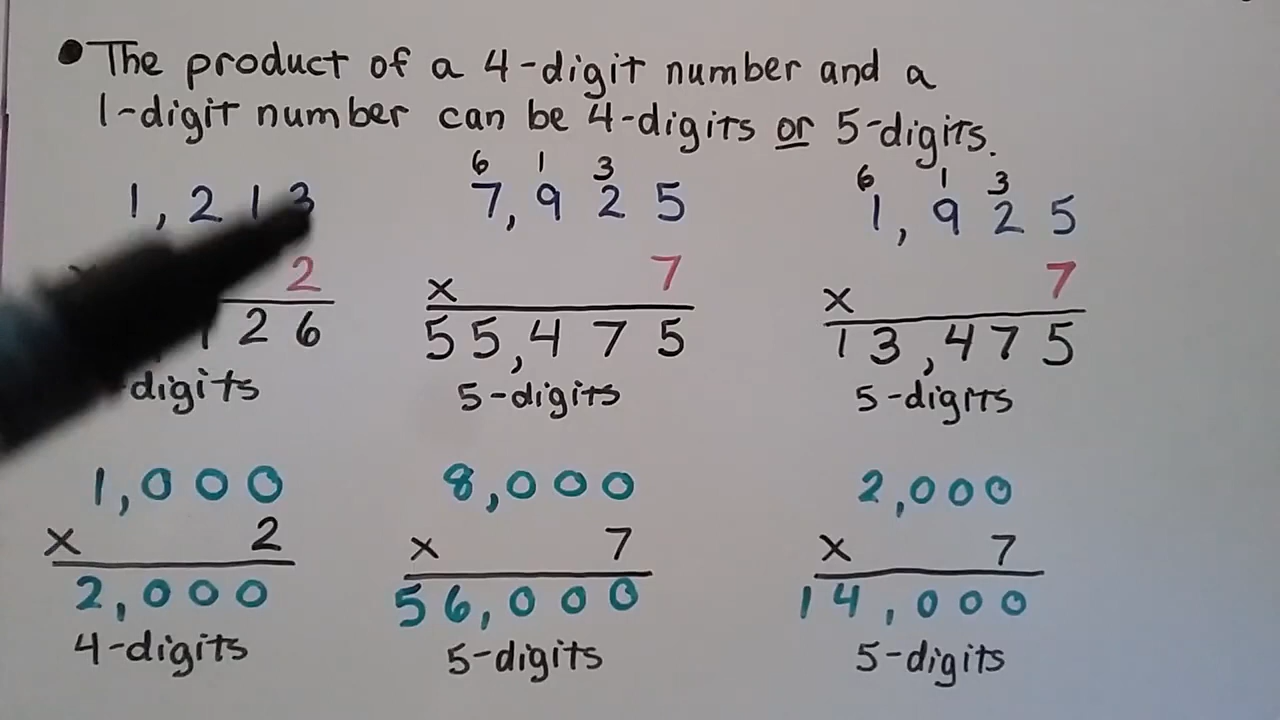 • The product of a 4-digit number and a
1-digit number can be 4-digits or 5-digits.
6 1 3
6 1 3
1,213
7,925
1,925
2
x 7
x 7
26
55,475
13,475
digits
5-digits
5-digits
1,000
8,000
2,000
x 2
x 7
x 7
2,000
56,000
14,000
4-digits
5-digits
5-digits